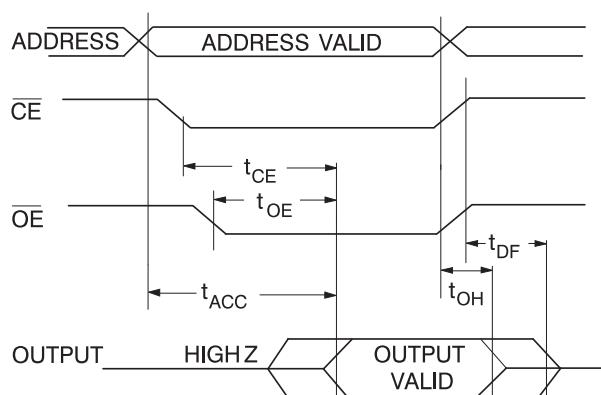 ADDRESS ADDRESS VALID
CE
tCE
tOE
OE
tDF
tOH
tACC
OUTPUT HIGH Z OUTPUT
VALID